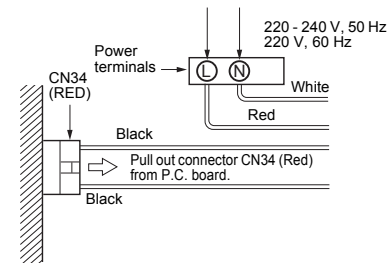 220 - 240 V, 50 Hz
220 V, 60 Hz
Power
terminals
L N
CN34
(RED)
White
Red
Black
Pull out connector CN34 (Red)
from P.C. board.
Black